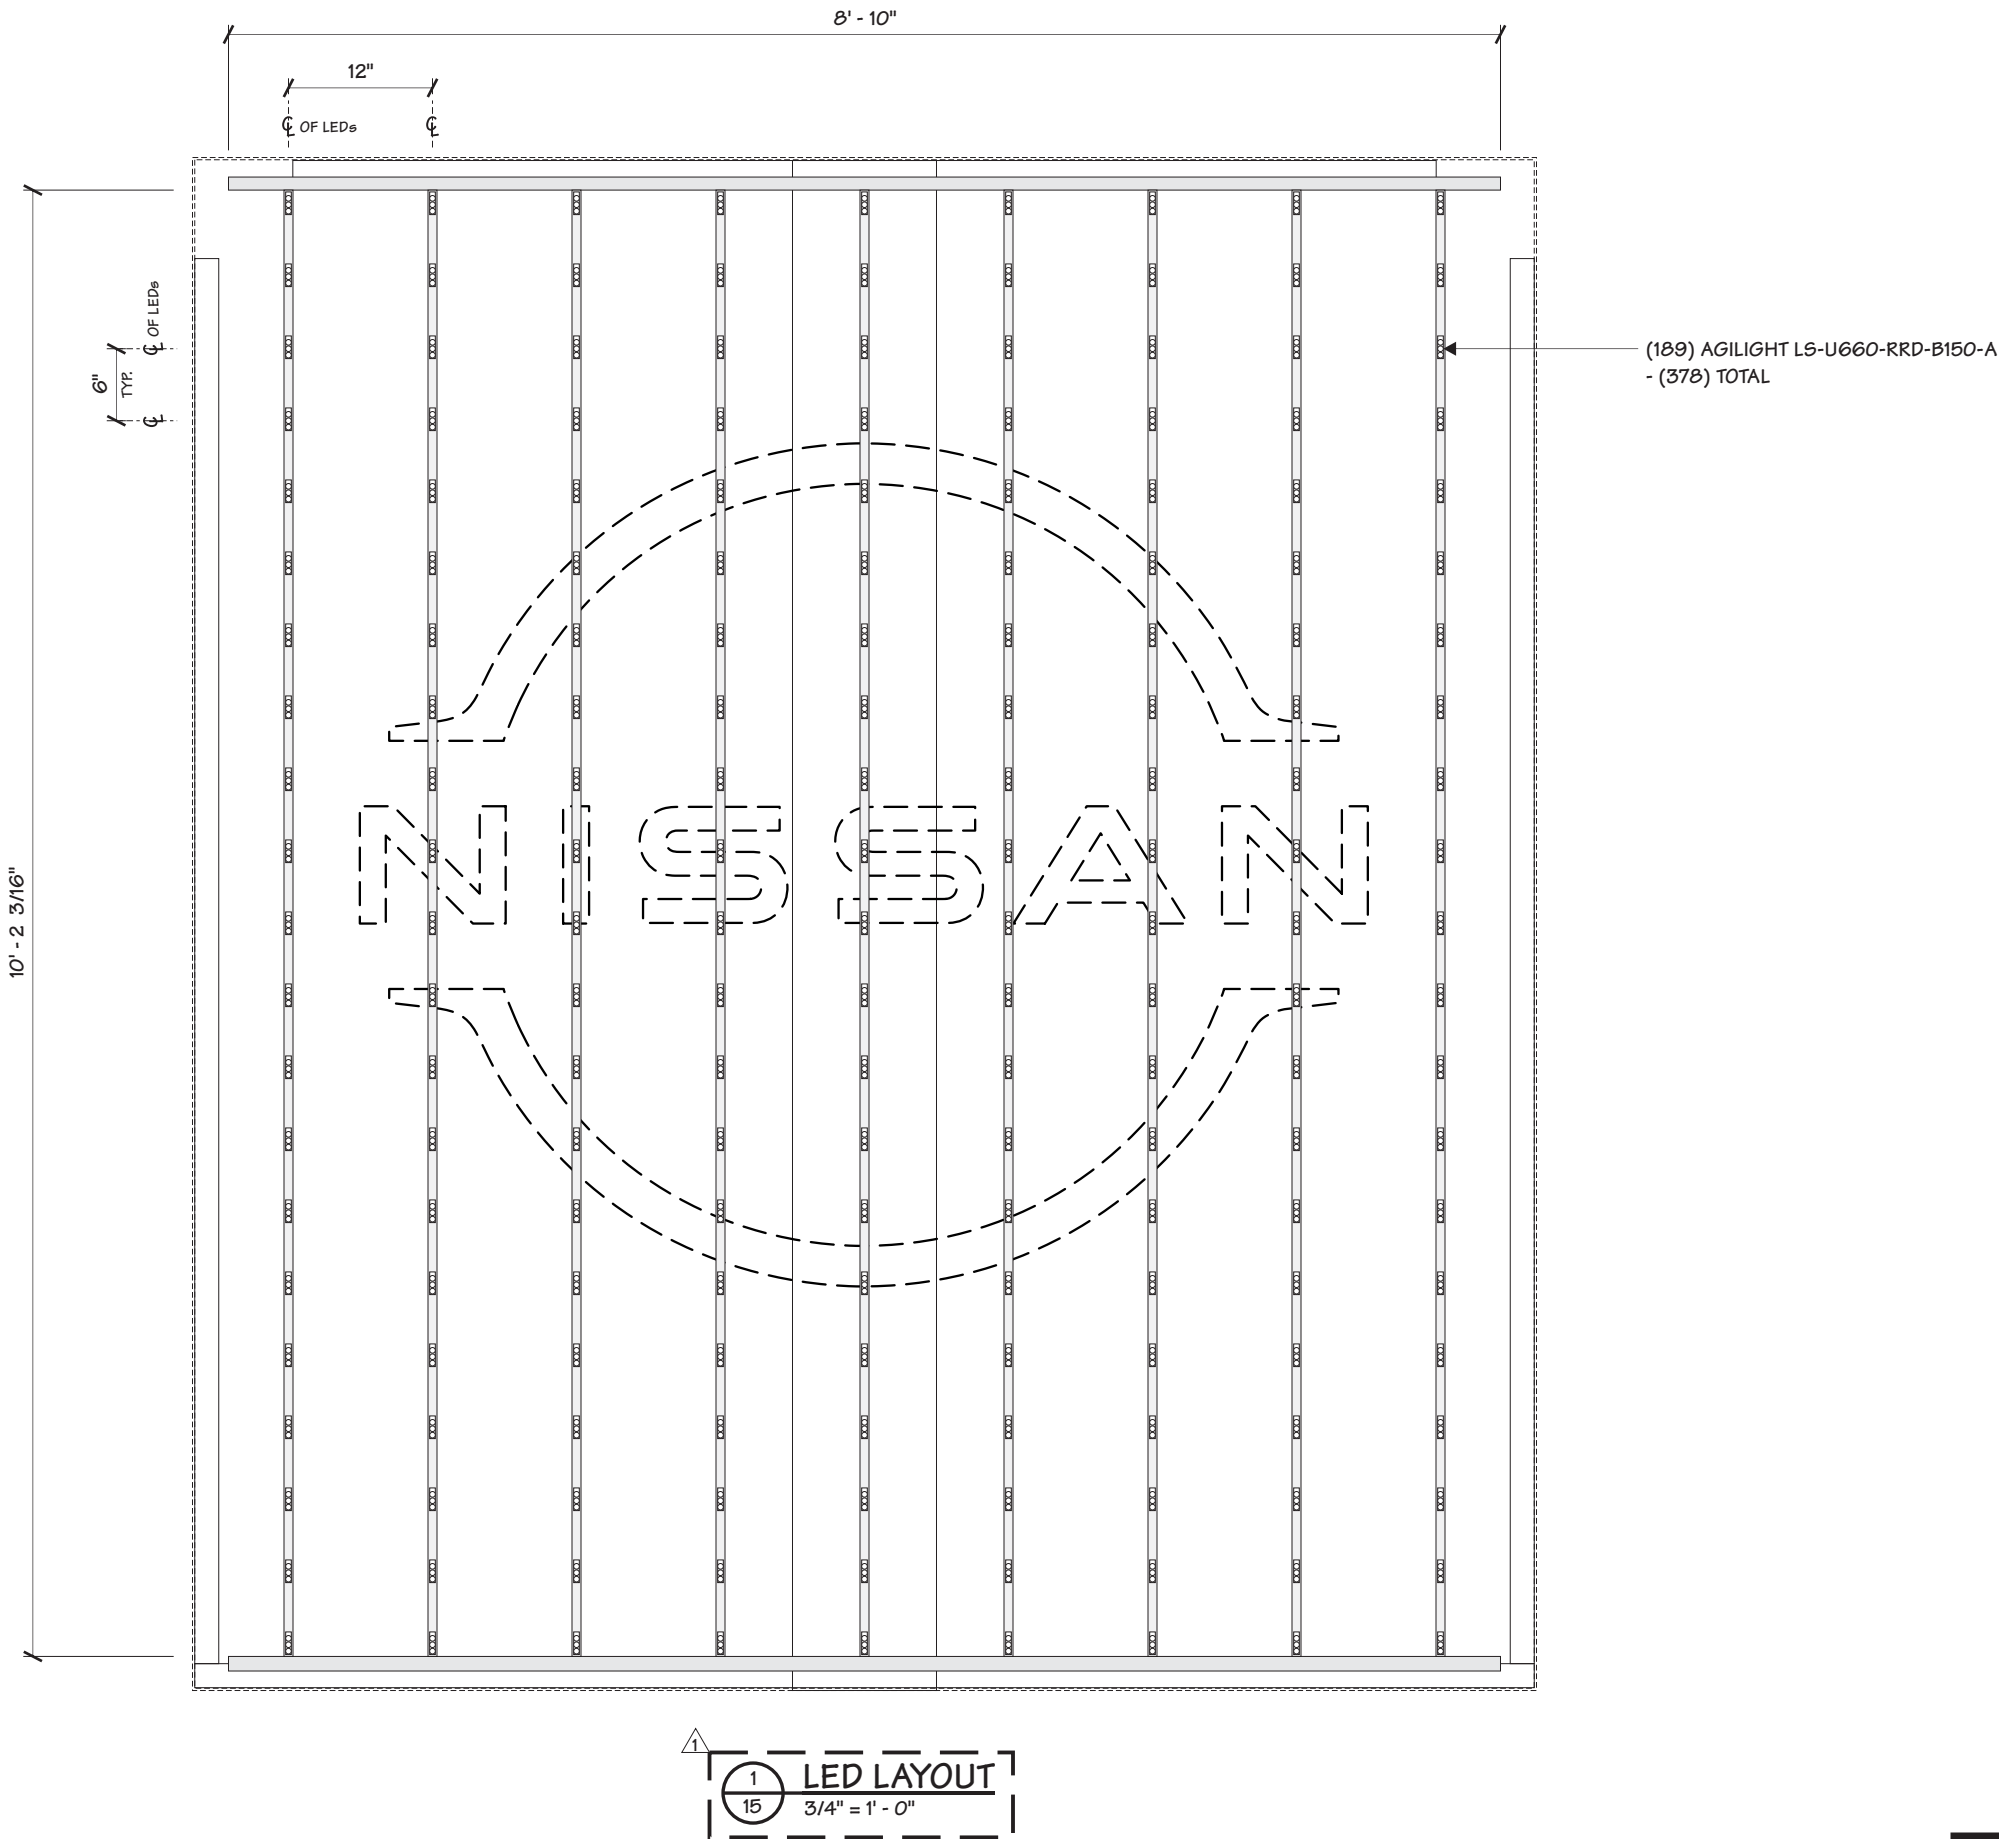 8' - 10"
12"
℄ OF LEDs ℄
℄ OF LEDs
6"
TYP.
℄
(189) AGILIGHT LS-U660-RRD-B150-A
- (378) TOTAL
10' - 2 3/16"
NISSAN
1
1
15
LED LAYOUT
3/4" = 1' - 0"